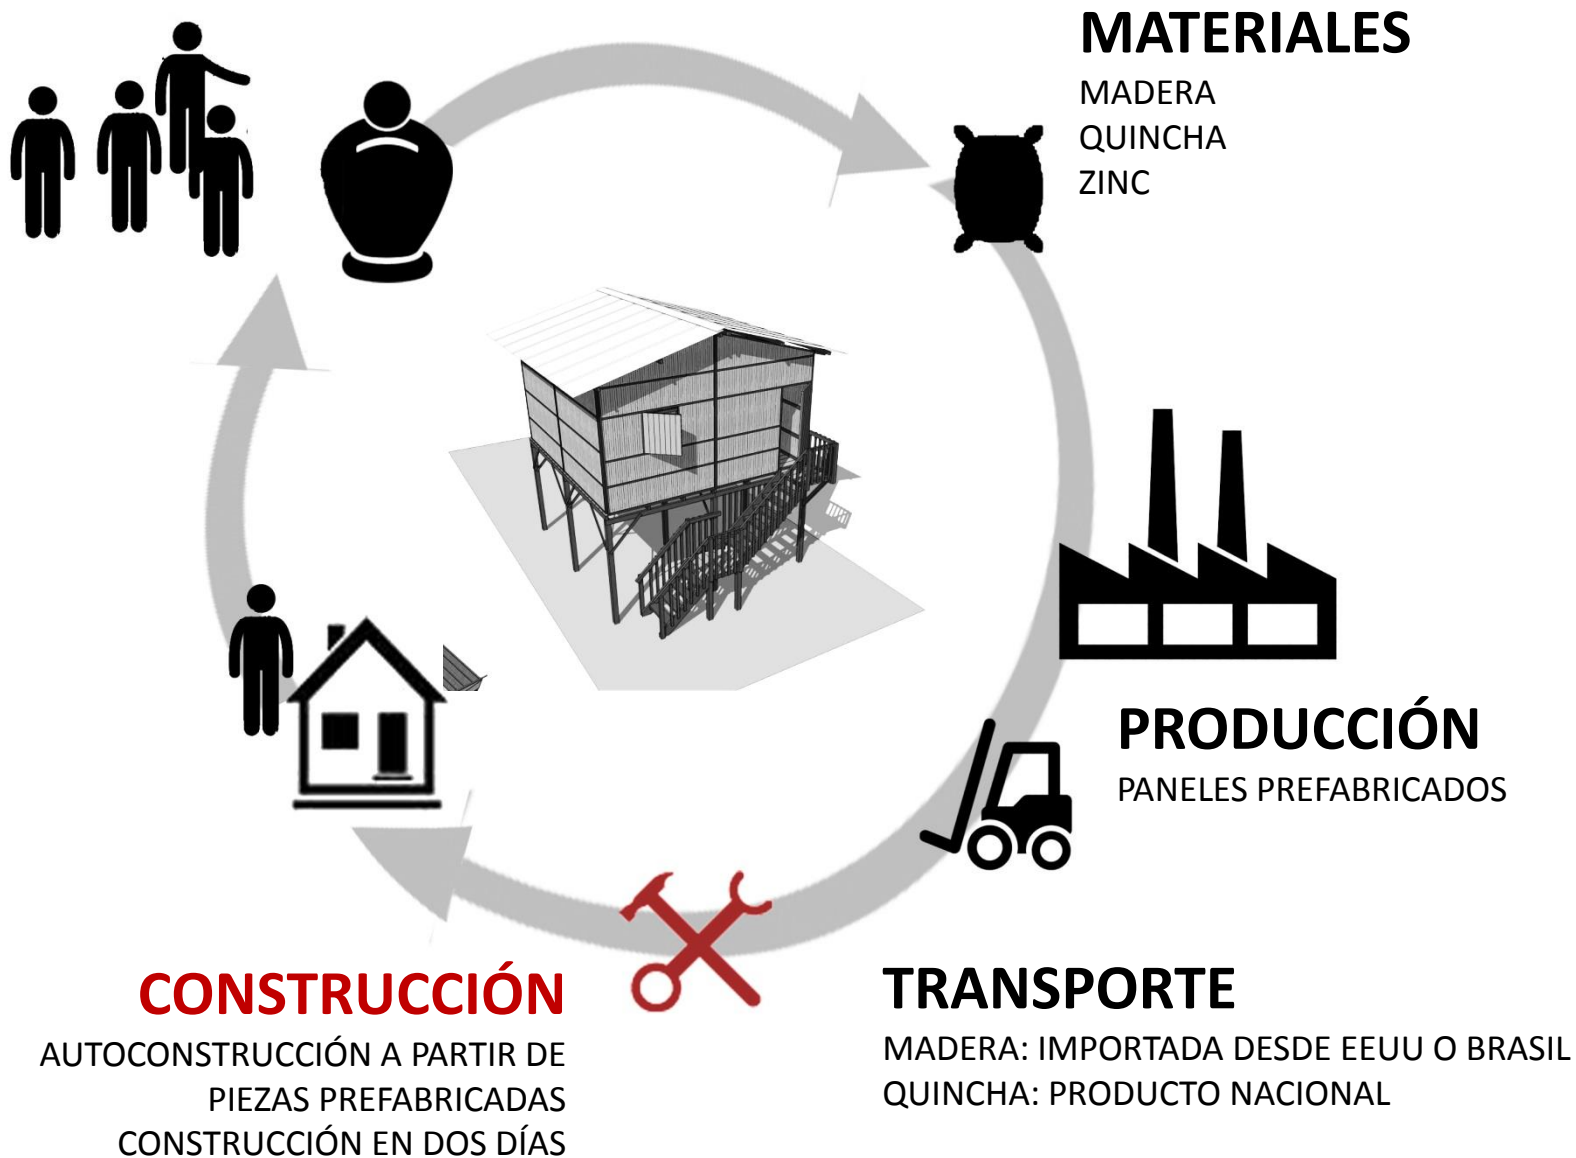 MATERIALES
MADERA
QUINCHA
ZINC
PRODUCCIÓN
PANELES PREFABRICADOS
TRANSPORTE
MADERA: IMPORTADA DESDE EEUU O BRASIL
QUINCHA: PRODUCTO NACIONAL
CONSTRUCCIÓN
AUTOCONSTRUCCIÓN A PARTIR DE
PIEZAS PREFABRICADAS
CONSTRUCCIÓN EN DOS DÍAS